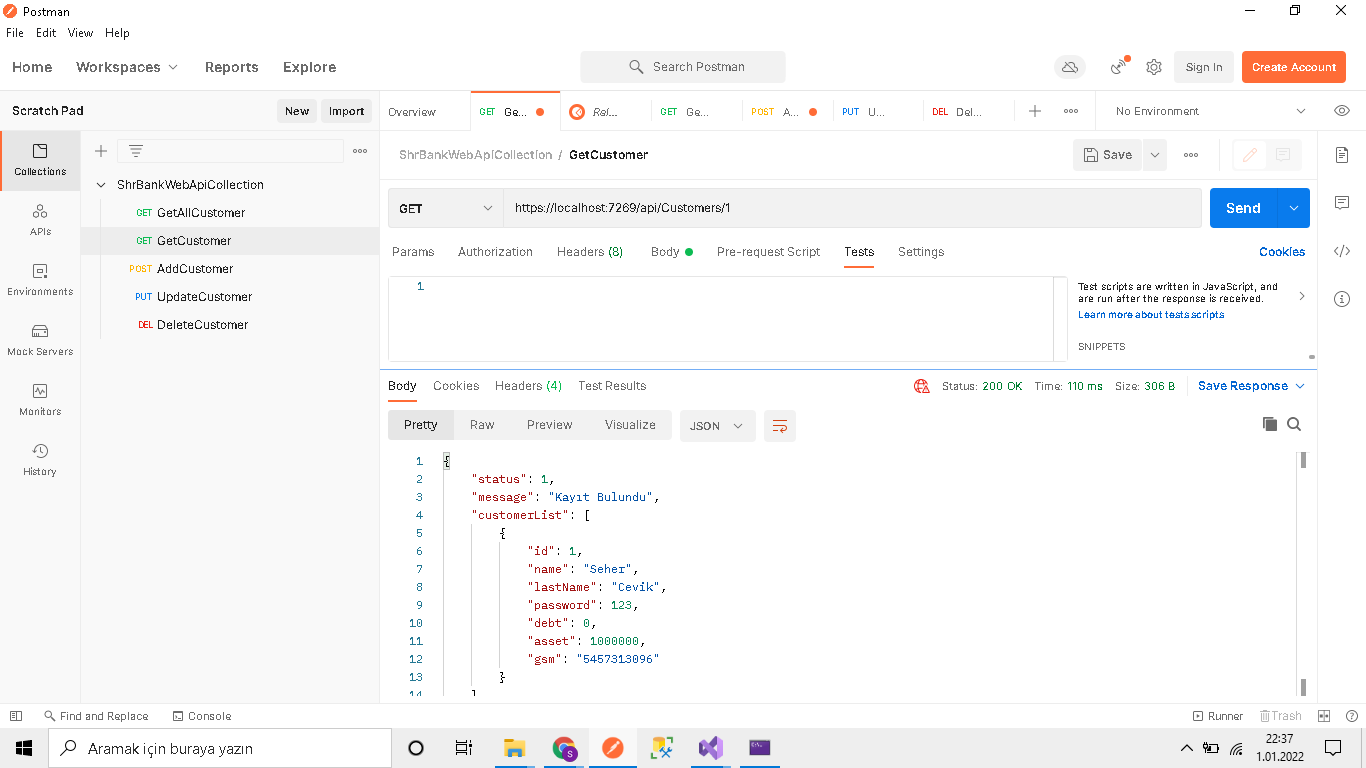 Postman
File Edit View Help
Home Workspaces Reports Explore Search Postman Sign In Create Account
Scratch Pad New Import
Overview GET Ge... Rel... GET Ge... POST A... PUT U... DEL Del... No Environment
Collections
APIs
Environments
Mock Servers
Monitors
History
ShrBankWebApiCollection
GET GetAllCustomer
GET GetCustomer
POST AddCustomer
PUT UpdateCustomer
DEL DeleteCustomer
ShrBankWebApiCollection / GetCustomer Save
GET https://localhost:7269/api/Customers/1 Send
Params Authorization Headers (8) Body Pre-request Script Tests Settings Cookies
1
Test scripts are written in JavaScript, and
are run after the response is received.
Learn more about tests scripts
SNIPPETS
Body Cookies Headers (4) Test Results Status: 200 OK Time: 110 ms Size: 306 B Save Response
Pretty Raw Preview Visualize JSON
1 {
2 "status": 1,
3 "message": "Kayıt Bulundu",
4 "customerList": [
5 {
6 "id": 1,
7 "name": "Seher",
8 "lastName": "Cevik",
9 "password": 123,
10 "debt": 0,
11 "asset": 1000000,
12 "gsm": "5457313096"
13 }
14 ]
Find and Replace Console Runner Trash
Aramak için buraya yazın
22:37
1.01.2022